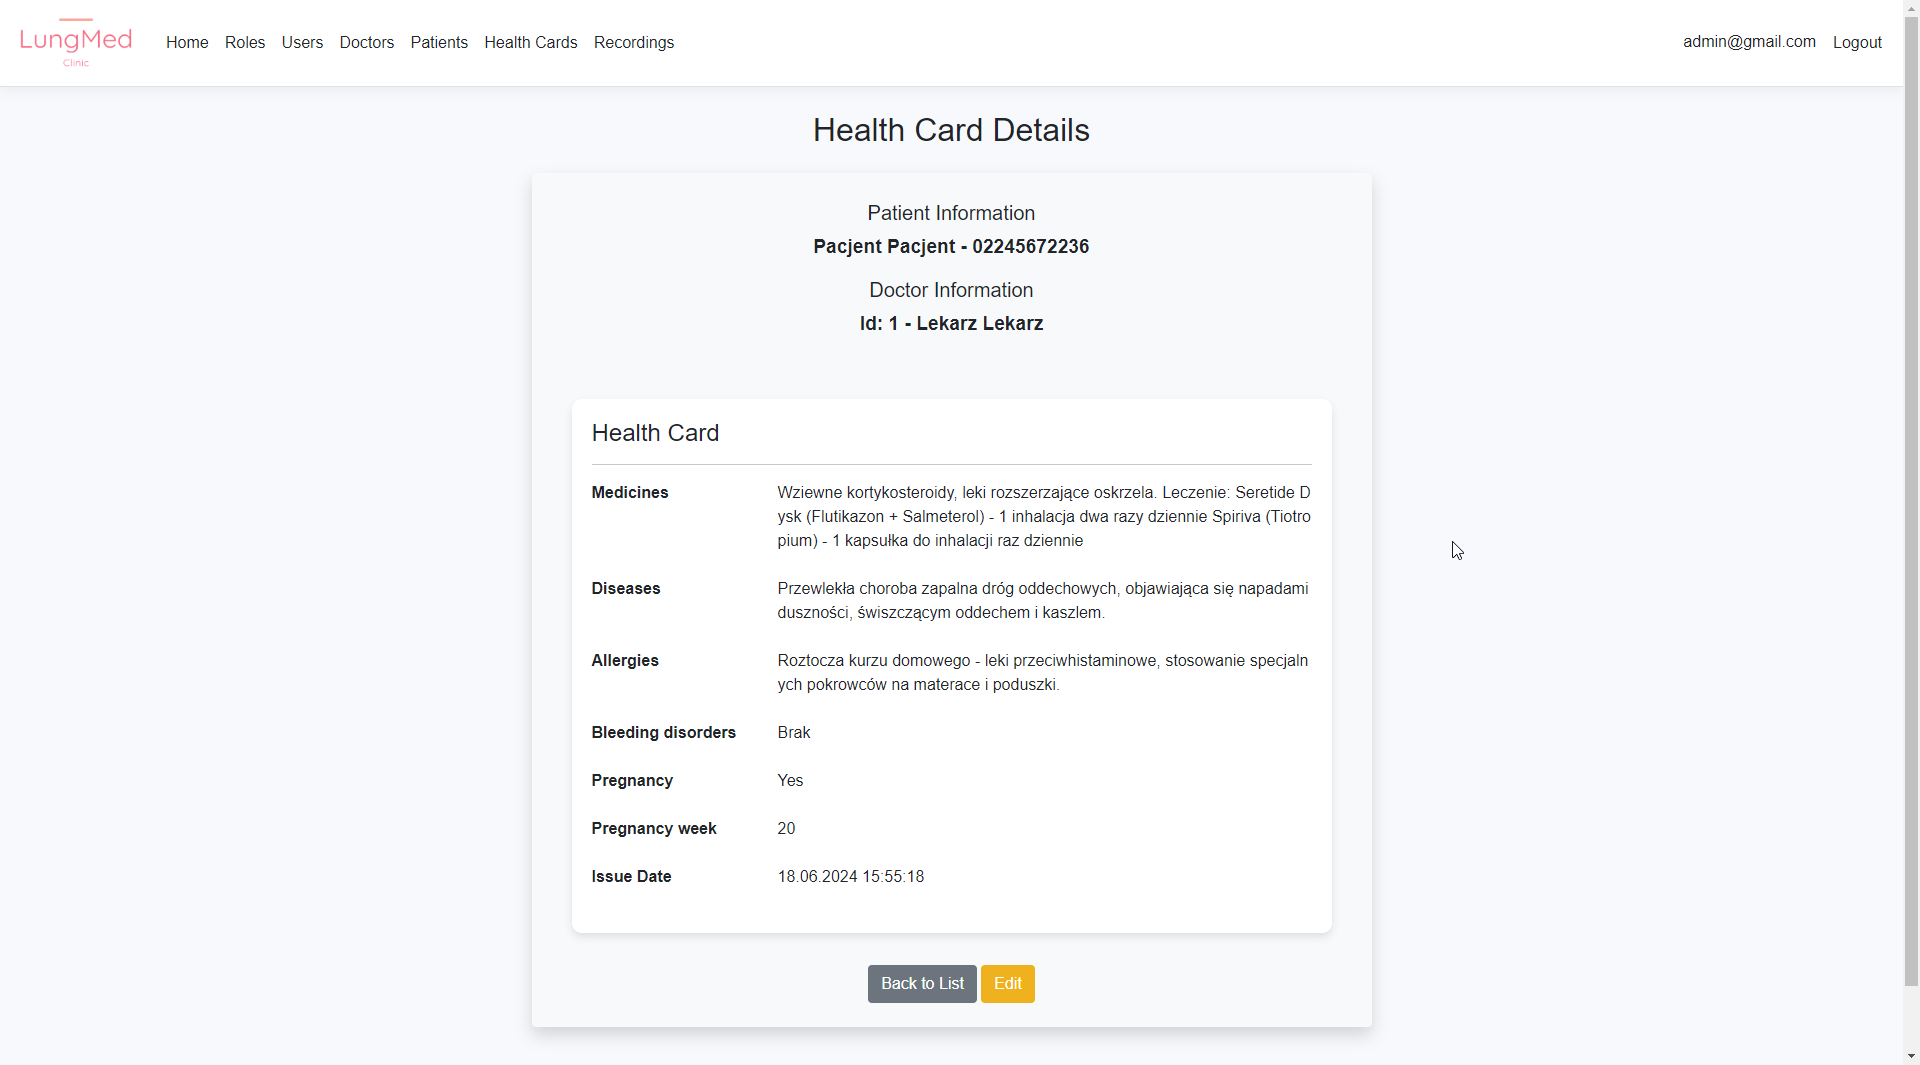 LungMed
Clinic
Home Roles Users Doctors Patients Health Cards Recordings
admin@gmail.com Logout
Health Card Details
Patient Information
Pacjent Pacjent - 02245672236
Doctor Information
Id: 1 - Lekarz Lekarz
Health Card
Medicines
Wziewne kortykosteroidy, leki rozszerzające oskrzela. Leczenie: Seretide D
ysk (Flutikazon + Salmeterol) - 1 inhalacja dwa razy dziennie Spiriva (Tiotro
pium) - 1 kapsułka do inhalacji raz dziennie
Diseases
Przewlekła choroba zapalna dróg oddechowych, objawiająca się napadami
duszności, świszczącym oddechem i kaszlem.
Allergies
Roztocza kurzu domowego - leki przeciwhistaminowe, stosowanie specjaln
ych pokrowców na materace i poduszki.
Bleeding disorders
Brak
Pregnancy
Yes
Pregnancy week
20
Issue Date
18.06.2024 15:55:18
Back to List Edit